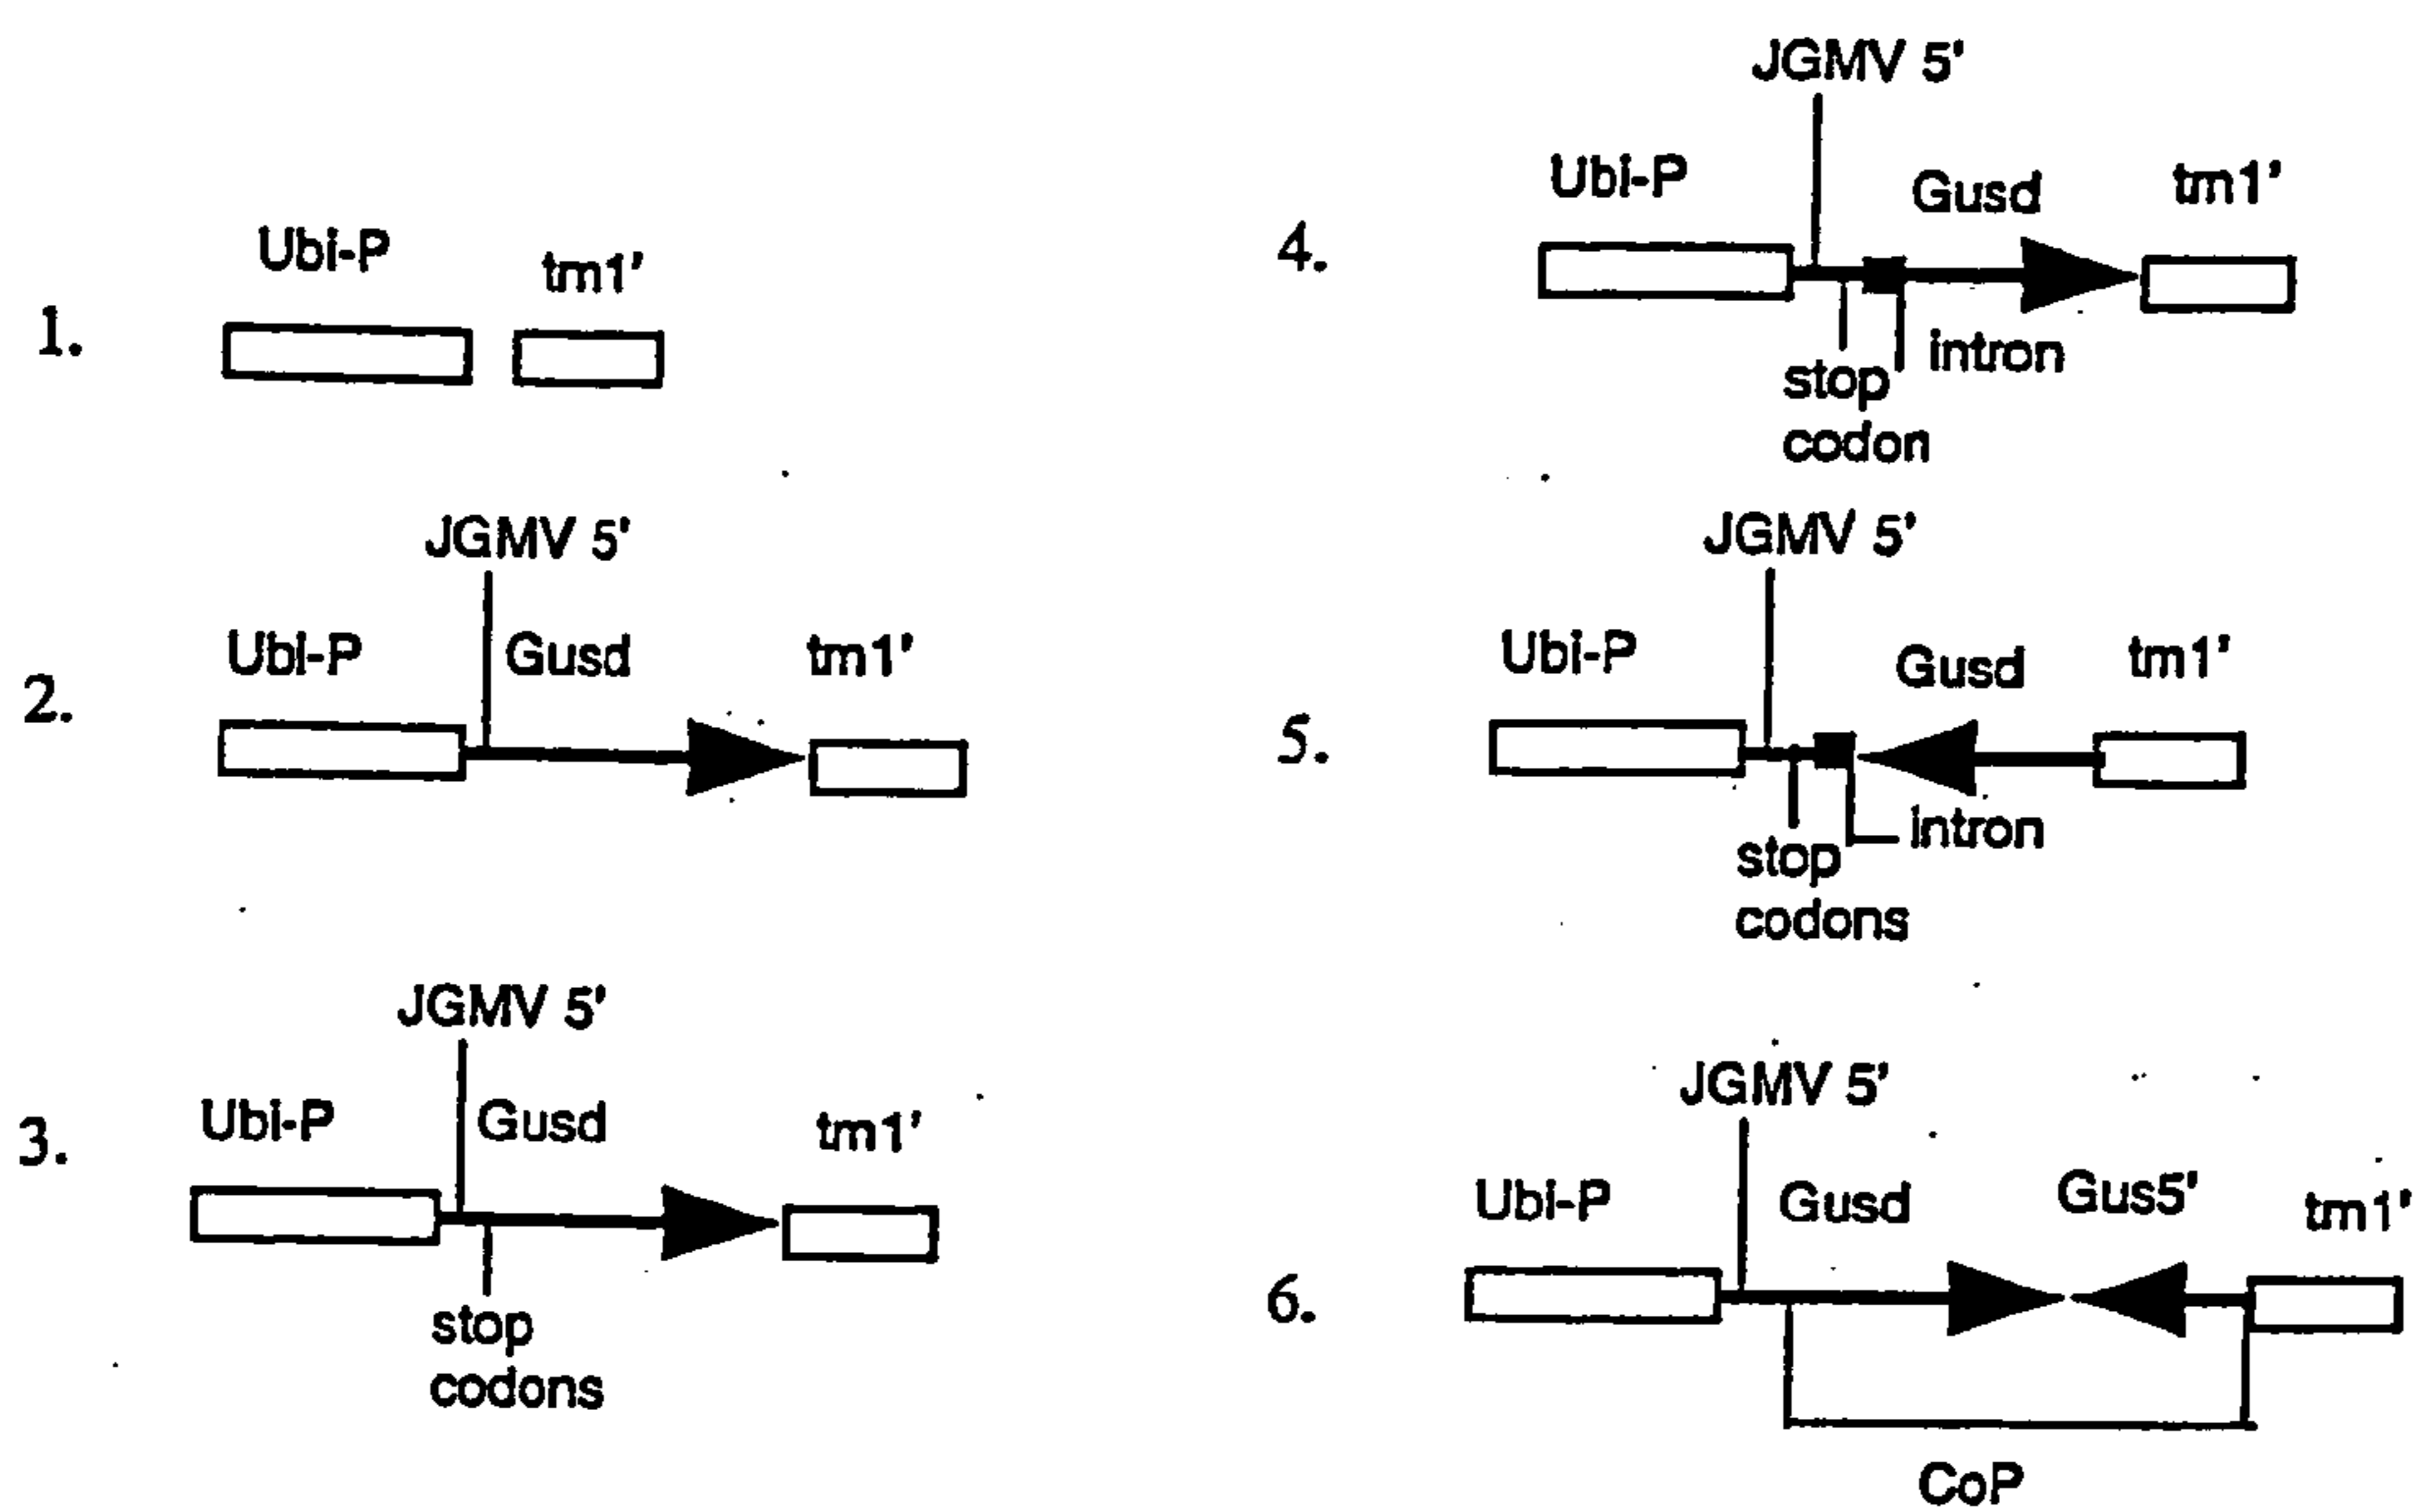 1.
Ubi-P
tm1'
2.
JGMV 5'
Ubi-P
Gusd
tm1'
3.
JGMV 5'
Ubi-P
Gusd
tm1'
stop
codons
4.
JGMV 5'
Ubi-P
Gusd
tm1'
stop
codon
intron
5.
JGMV 5'
Ubi-P
Gusd
tm1'
stop
codons
intron
6.
JGMV 5'
Ubi-P
Gusd
Gus5'
tm1'
CoP